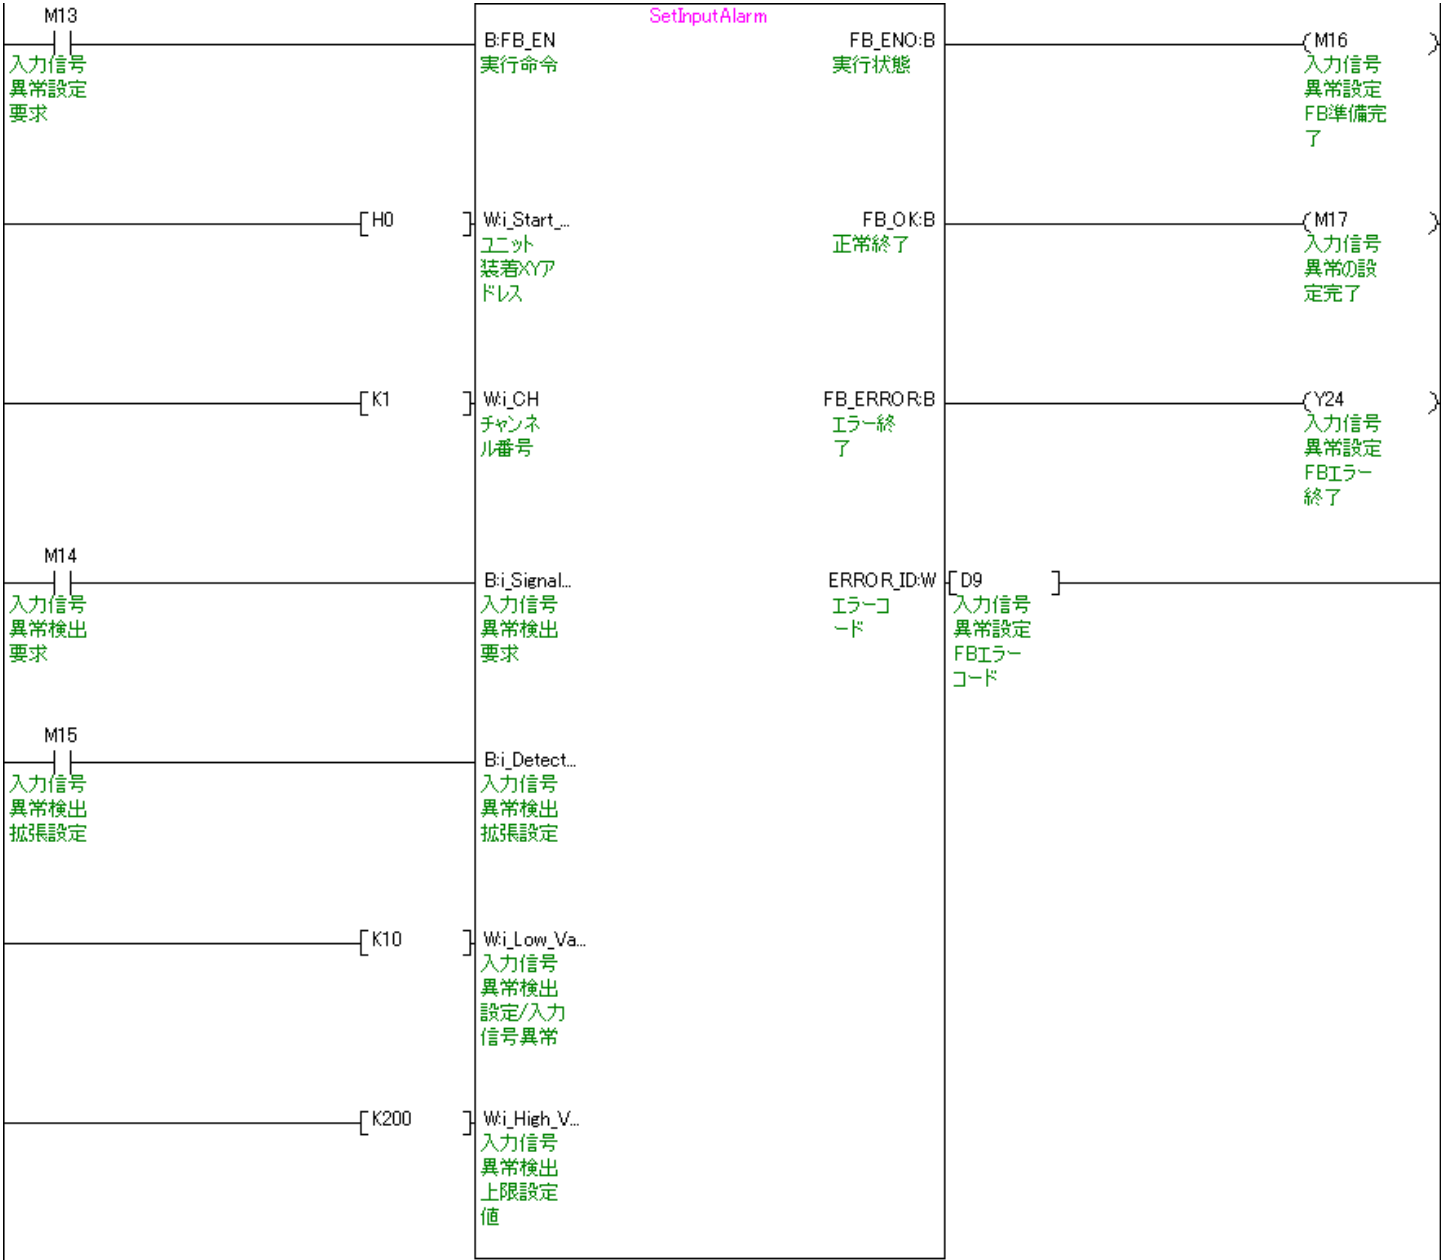 SetInputAlarm
M13
入力信号
異常設定
要求
B:FB_EN
実行命令
FB_ENO:B
実行状態
M16
入力信号
異常設定
FB準備完
了
H0
W:i_Start_...
ユニット
装着XYア
ドレス
FB_OK:B
正常終了
M17
入力信号
異常の設
定完了
K1
W:i_CH
チャンネ
ル番号
FB_ERROR:B
エラー終
了
Y24
入力信号
異常設定
FBエラー
終了
M14
入力信号
異常検出
要求
B:i_Signal...
入力信号
異常検出
要求
ERROR_ID:W
エラーコ
ード
D9
入力信号
異常設定
FBエラー
コード
M15
入力信号
異常検出
拡張設定
B:i_Detect...
入力信号
異常検出
拡張設定
K10
W:i_Low_Va...
入力信号
異常検出
設定/入力
信号異常
K200
W:i_High_V...
入力信号
異常検出
上限設定
値